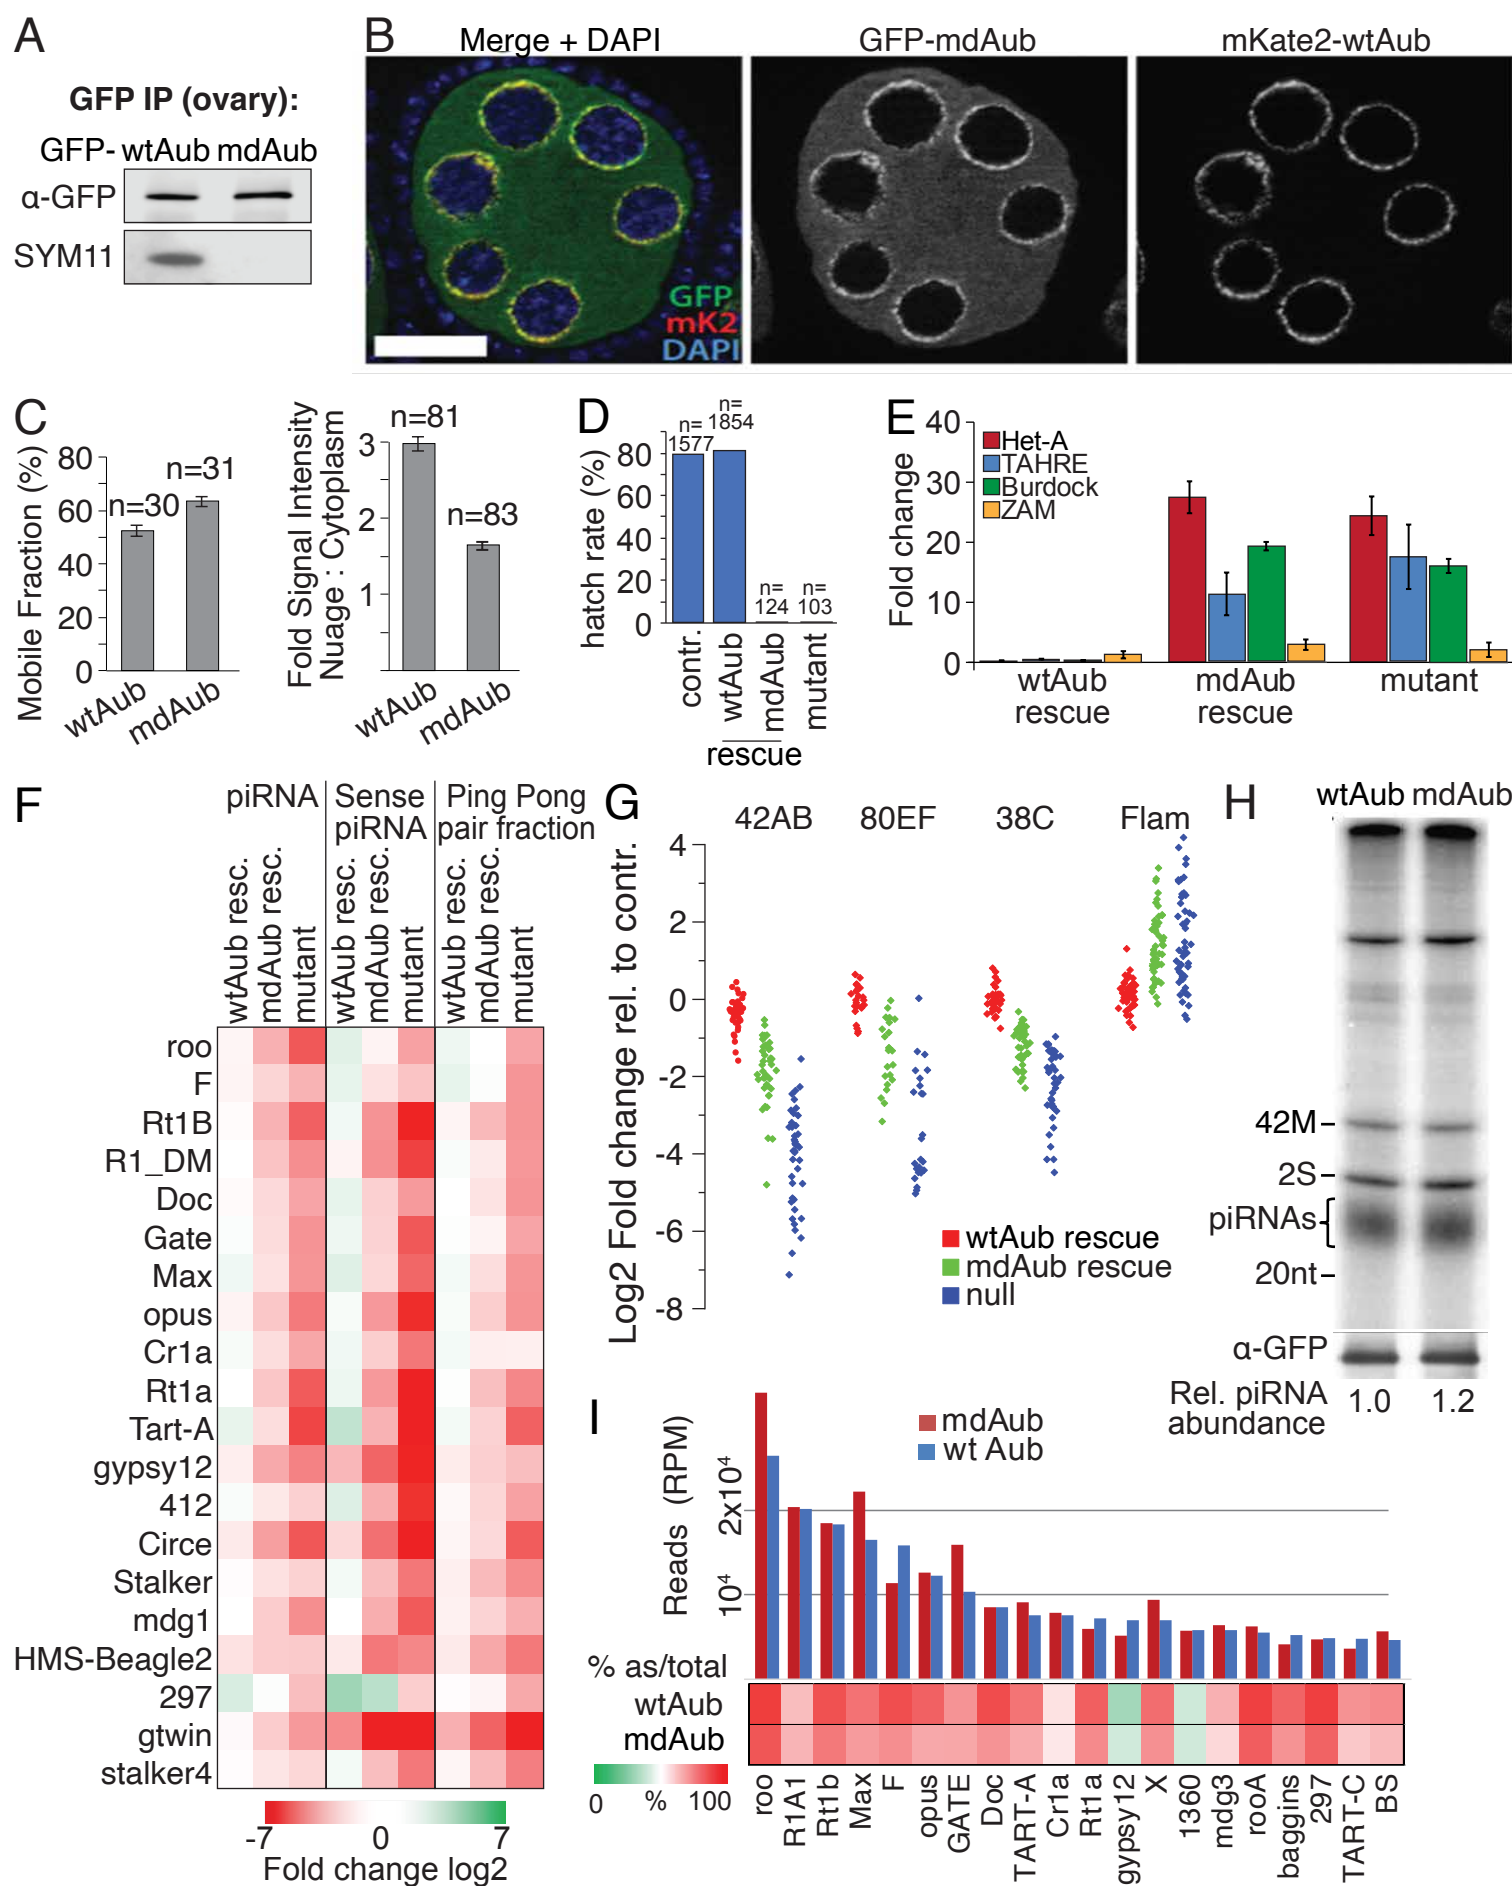 A
GFP IP (ovary):
GFP- wtAub mdAub
α-GFP
SYM11
B
Merge + DAPI
GFP-mdAub
mKate2-wtAub
GFP
mK2
DAPI
C
Mobile Fraction (%)
80
60
40
20
0
n=30
n=31
wtAub
mdAub
Fold Signal Intensity
Nuage : Cytoplasm
3
2
1
n=81
n=83
wtAub
mdAub
D
hatch rate (%)
80
60
40
20
0
n=
1577
n=
1854
n=
124
n=
103
contr.
wtAub
mdAub
mutant
rescue
E
Fold change
40
30
20
10
0
Het-A
TAHRE
Burdock
ZAM
wtAub
rescue
mdAub
rescue
mutant
F
piRNA
Sense
piRNA
Ping Pong
pair fraction
wtAub resc.
mdAub resc.
mutant
wtAub resc.
mdAub resc.
mutant
wtAub resc.
mdAub resc.
mutant
roo
F
Rt1B
R1_DM
Doc
Gate
Max
opus
Cr1a
Rt1a
Tart-A
gypsy12
412
Circe
Stalker
mdg1
HMS-Beagle2
297
gtwin
stalker4
-7
0
7
Fold change log2
G
42AB
80EF
38C
Flam
Log2 Fold change rel. to contr.
4
2
0
-2
-4
-6
-8
wtAub rescue
mdAub rescue
null
H
wtAub mdAub
42M
2S
piRNAs
20nt
α-GFP
Rel. piRNA
abundance
1.0
1.2
I
mdAub
wt Aub
Reads (RPM)
2x10⁴
10⁴
% as/total
wtAub
mdAub
0
%
100
roo
R1A1
Rt1b
Max
F
opus
GATE
Doc
TART-A
Cr1a
Rt1a
gypsy12
X
1360
mdg3
rooA
baggins
297
TART-C
BS